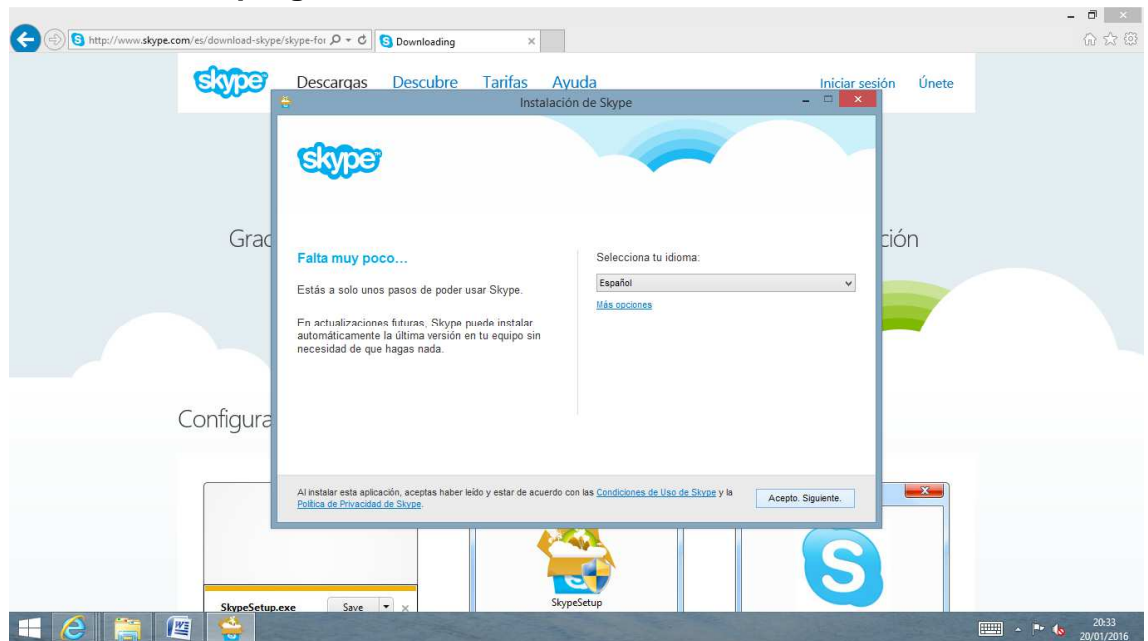 http://www.skype.com/es/download-skype/skype-for
Downloading
skype
Descargas Descubre Tarifas Ayuda
Iniciar sesión Únete
Instalación de Skype
skype
Falta muy poco...
Estás a solo unos pasos de poder usar Skype.
En actualizaciones futuras, Skype puede instalar
automáticamente la última versión en tu equipo sin
necesidad de que hagas nada.
Selecciona tu idioma:
Español
Más opciones
Al instalar esta aplicación, aceptas haber leído y estar de acuerdo con las Condiciones de Uso de Skype y la
Política de Privacidad de Skype.
Acepto. Siguiente.
Grac
ción
Configura
SkypeSetup.exe
Save
SkypeSetup
20:33
20/01/2016